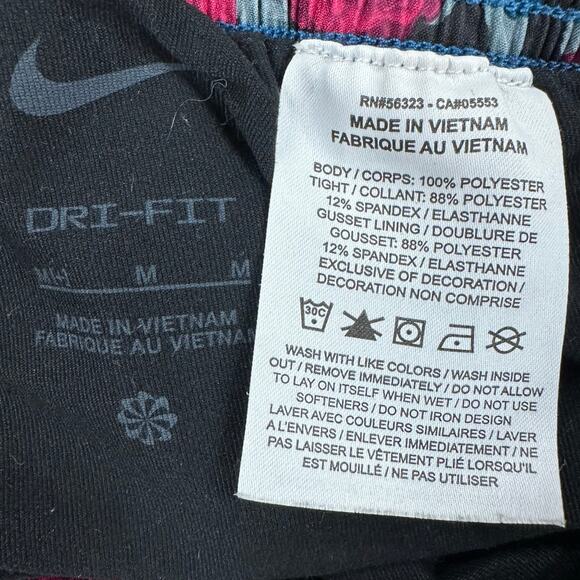 DRI-FIT
M
M
MADE IN VIETNAM
FABRIQUE AU VIETNAM
RN#56323 - CA#05553
MADE IN VIETNAM
FABRIQUE AU VIETNAM
BODY / CORPS: 100% POLYESTER
TIGHT / COLLANT: 88% POLYESTER
12% SPANDEX / ELASTHANNE
GUSSET LINING / DOUBLURE DE
GOUSSET: 88% POLYESTER
12% SPANDEX / ELASTHANNE
EXCLUSIVE OF DECORATION /
DECORATION NON COMPRISE
30C
WASH WITH LIKE COLORS / WASH INSIDE
OUT / REMOVE IMMEDIATELY / DO NOT ALLOW
TO LAY ON ITSELF WHEN WET / DO NOT USE
SOFTENERS / DO NOT IRON DESIGN
LAVER AVEC COULEURS SIMILAIRES / LAVER
A L'ENVERS / ENLEVER IMMEDIATEMENT / NE
PAS LAISSER LE VÊTEMENT PLIÉ LORSQU'IL
EST MOUILLÉ / NE PAS UTILISER